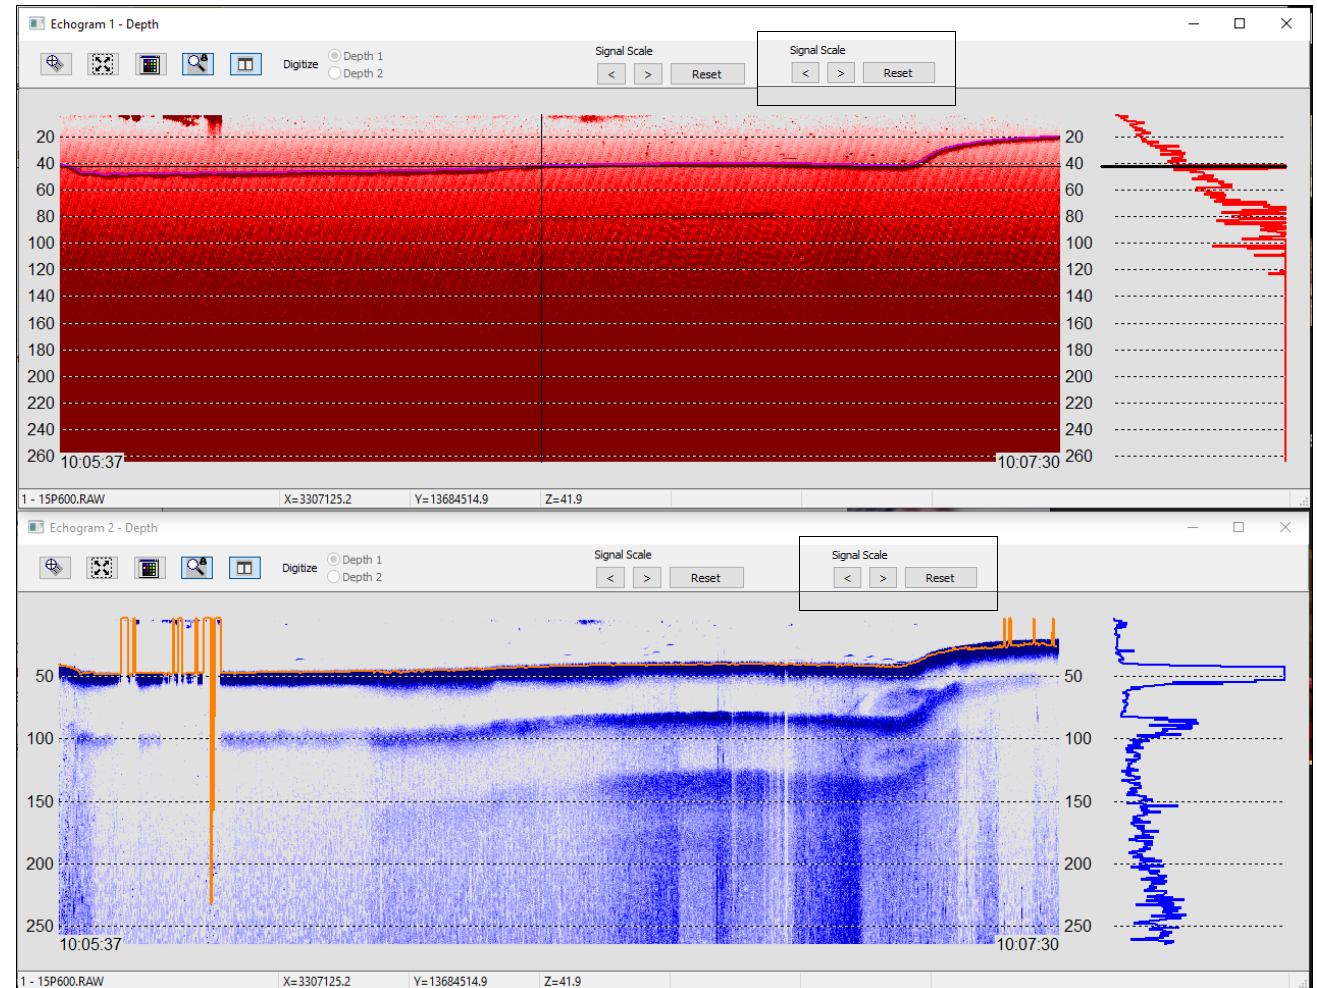 Echogram 1 - Depth
Digitize Depth 1 Depth 2
Signal Scale
< > Reset
Signal Scale
< > Reset
20 20
40 40
60 60
80 80
100 100
120 120
140 140
160 160
180 180
200 200
220 220
240 240
260 260
10:05:37 10:07:30
1 - 15P600.RAW X=3307125.2 Y=13684514.9 Z=41.9
Echogram 2 - Depth
Digitize Depth 1 Depth 2
Signal Scale
< > Reset
Signal Scale
< > Reset
50 50
100 100
150 150
200 200
250 250
10:05:37 10:07:30
1 - 15P600.RAW X=3307125.2 Y=13684514.9 Z=41.9